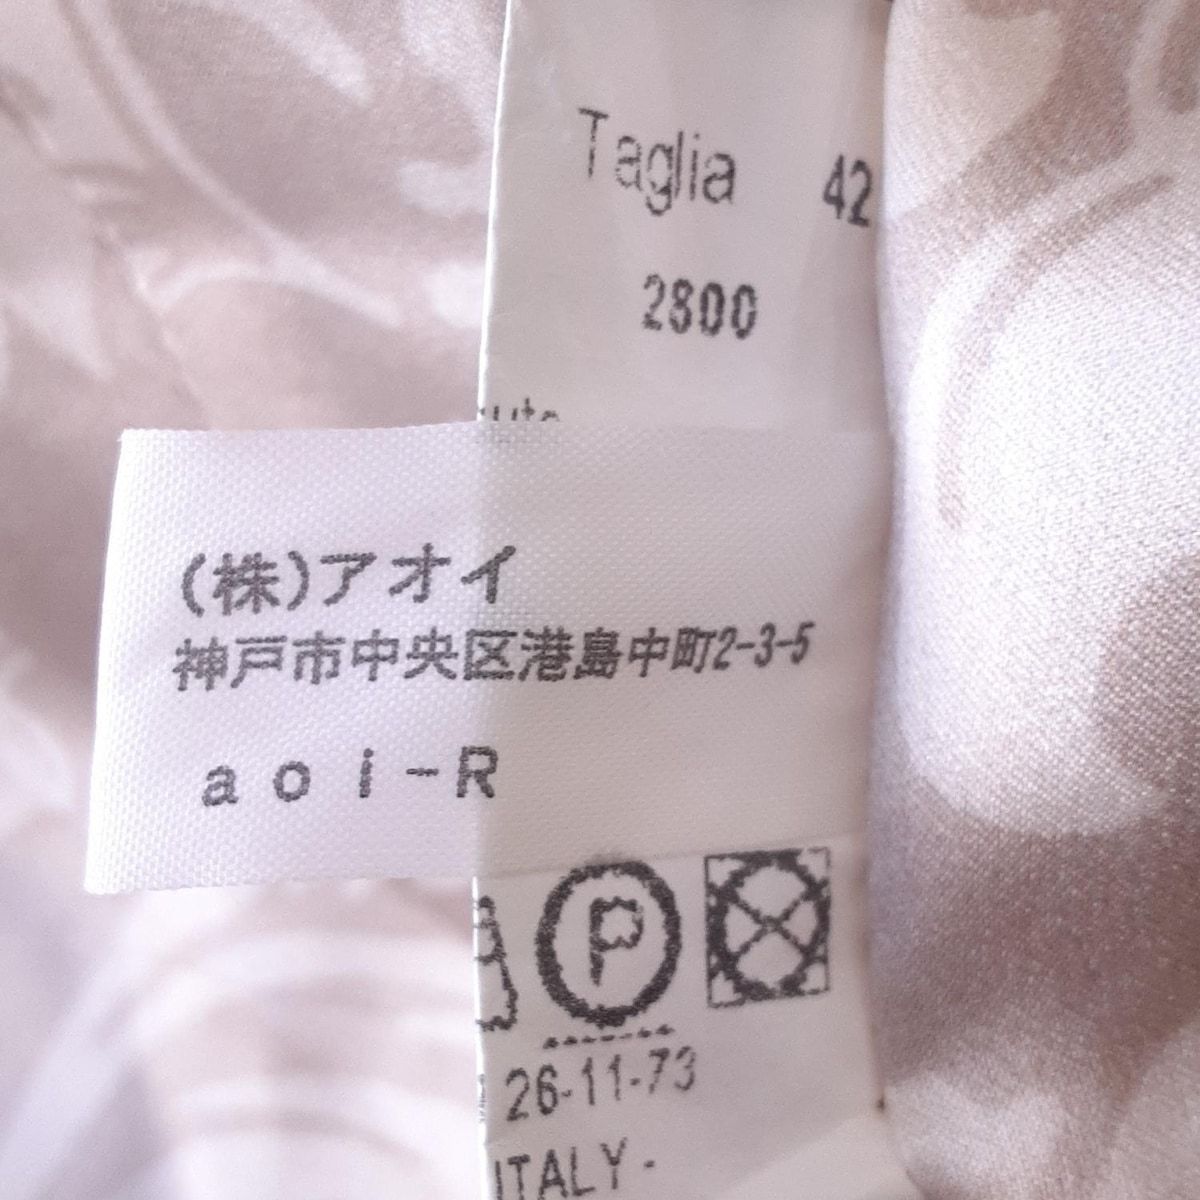 Taglia 42
2800
(株)アオイ
神戸市中央区港島中町2-3-5
aoi-R
P
26-11-73
ITALY -